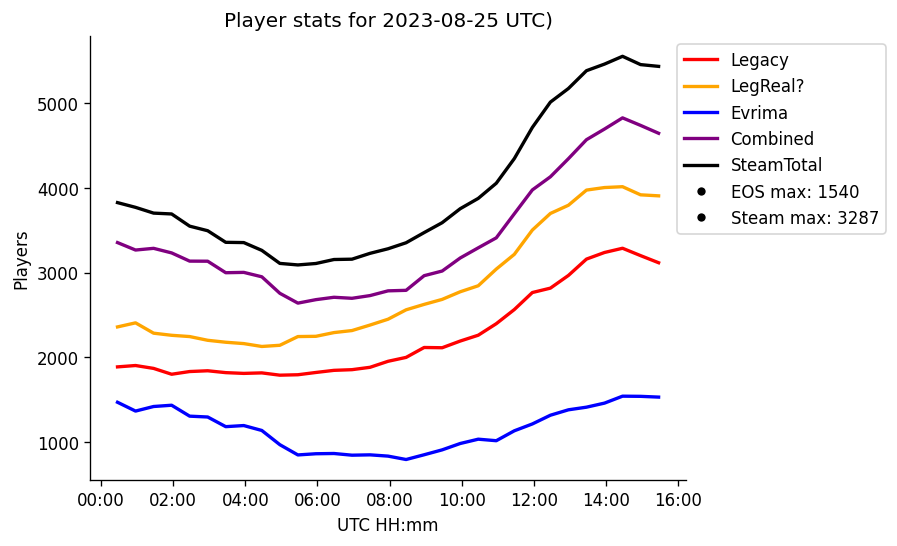 Player stats for 2023-08-25 UTC)
Legacy
LegReal?
Evrima
Combined
SteamTotal
EOS max: 1540
Steam max: 3287
Players
5000
4000
3000
2000
1000
00:00 02:00 04:00 06:00 08:00 10:00 12:00 14:00 16:00
UTC HH:mm